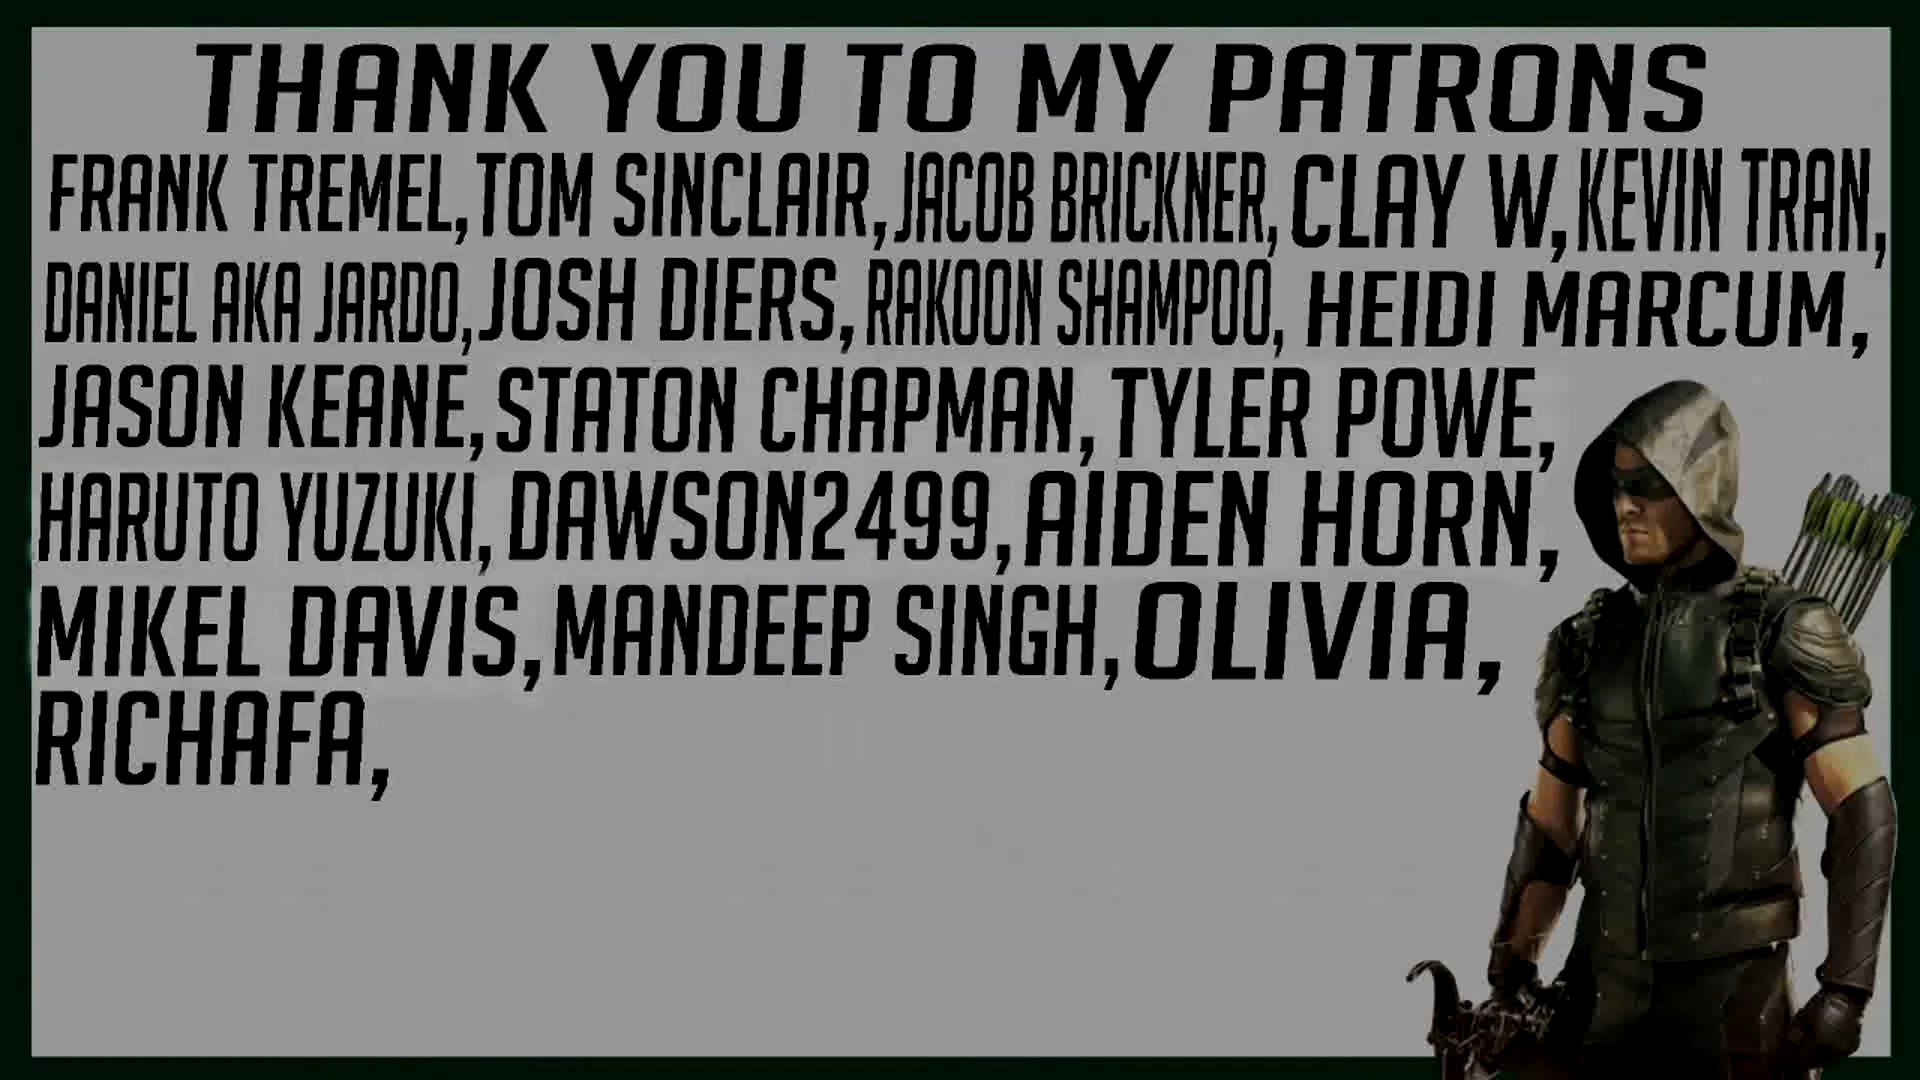 THANK YOU TO MY PATRONS
FRANK TREMEL, TOM SINCLAIR, JACOB BRICKNER, CLAY W, KEVIN TRAN,
DANIEL AKA JARDO, JOSH DIERS, RAKOON SHAMPOO, HEIDI MARCUM,
JASON KEANE, STATON CHAPMAN, TYLER POWE,
HARUTO YUZUKI, DAWSON2499, AIDEN HORN,
MIKEL DAVIS, MANDEEP SINGH, OLIVIA,
RICHAFA,